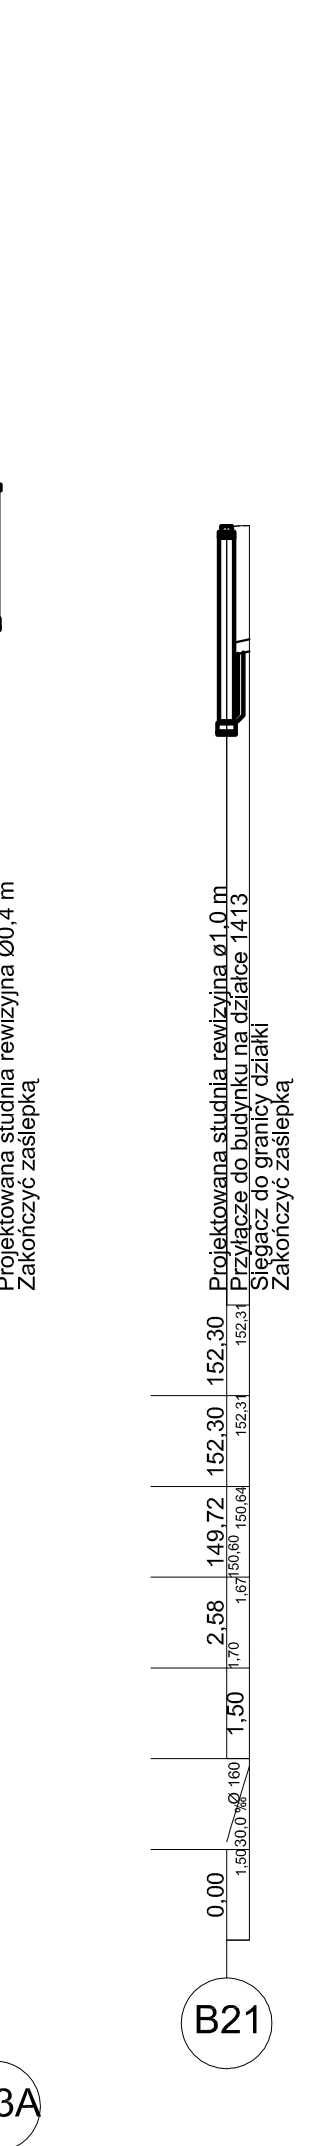 Projektowana studnia rewizyjna Ø0,4 m
Zakończyć zaślepką
Projektowana studnia rewizyjna ø1,0 m
Przyłącze do budynku na działce 1413
Sięgacz do granicy działki
Zakończyć zaślepką
152,30
152,31
152,30
152,31
149,72
150,60
150,64
2,58
1,70
1,67
1,50
Ø 160
30,0 ‰
0,00
1,50
B21
3A